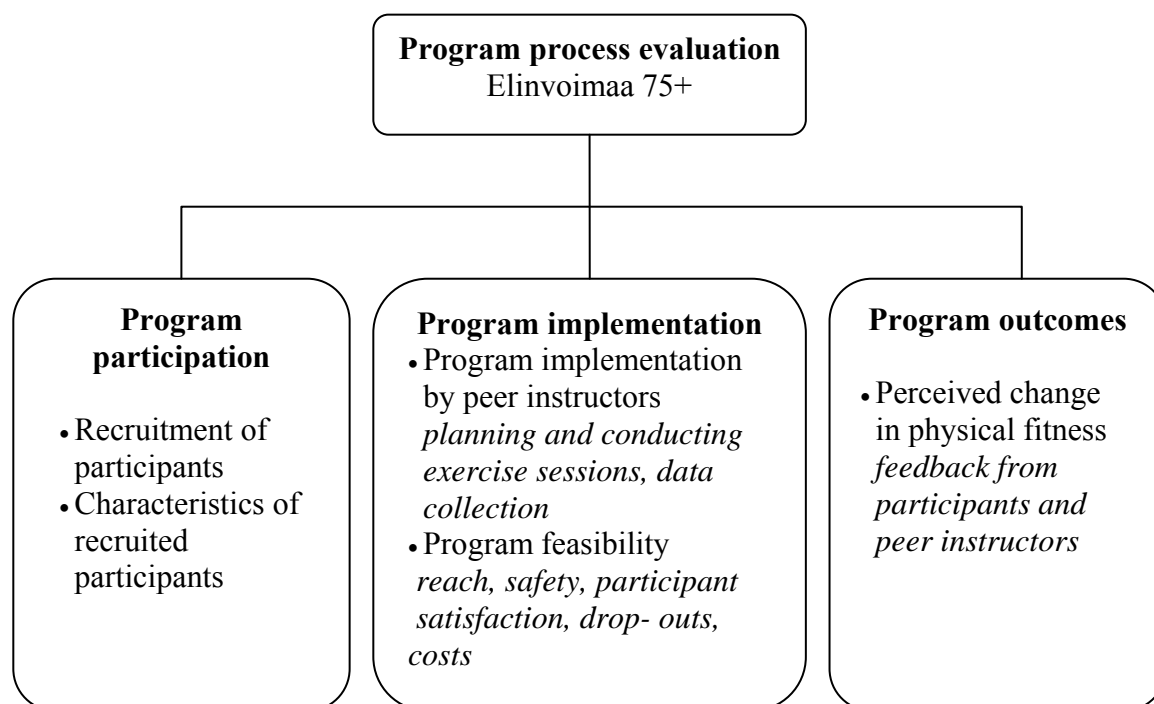 Program process evaluation
Elinvoimaa 75+
Program
participation
• Recruitment of
participants
• Characteristics of
recruited
participants
Program implementation
• Program implementation
by peer instructors
planning and conducting
exercise sessions, data
collection
• Program feasibility
reach, safety, participant
satisfaction, drop- outs,
costs
Program outcomes
• Perceived change
in physical fitness
feedback from
participants and
peer instructors